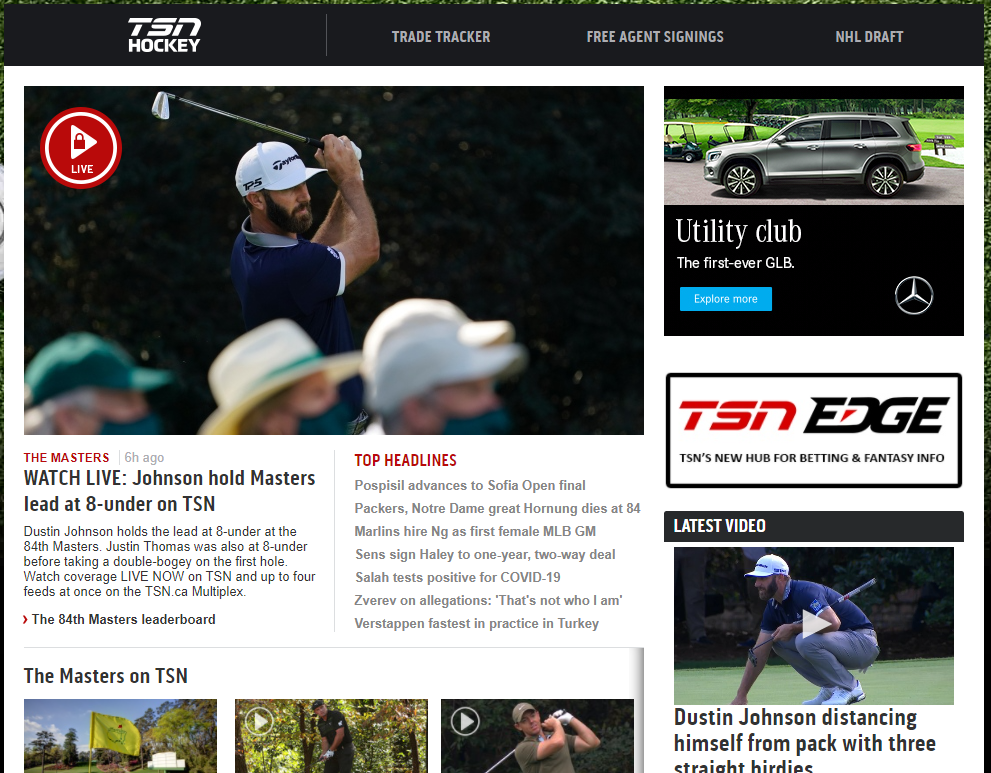 TSN
HOCKEY
TRADE TRACKER
FREE AGENT SIGNINGS
NHL DRAFT
LIVE
TaylorMade
TP5
Utility club
The first-ever GLB.
Explore more
TSN EDGE
TSN'S NEW HUB FOR BETTING & FANTASY INFO
THE MASTERS
6h ago
WATCH LIVE: Johnson hold Masters
lead at 8-under on TSN
Dustin Johnson holds the lead at 8-under at the
84th Masters. Justin Thomas was also at 8-under
before taking a double-bogey on the first hole.
Watch coverage LIVE NOW on TSN and up to four
feeds at once on the TSN.ca Multiplex.
The 84th Masters leaderboard
TOP HEADLINES
Pospisil advances to Sofia Open final
Packers, Notre Dame great Hornung dies at 84
Marlins hire Ng as first female MLB GM
Sens sign Haley to one-year, two-way deal
Salah tests positive for COVID-19
Zverev on allegations: 'That's not who I am'
Verstappen fastest in practice in Turkey
LATEST VIDEO
Dustin Johnson distancing
himself from pack with three
straight birdies
The Masters on TSN